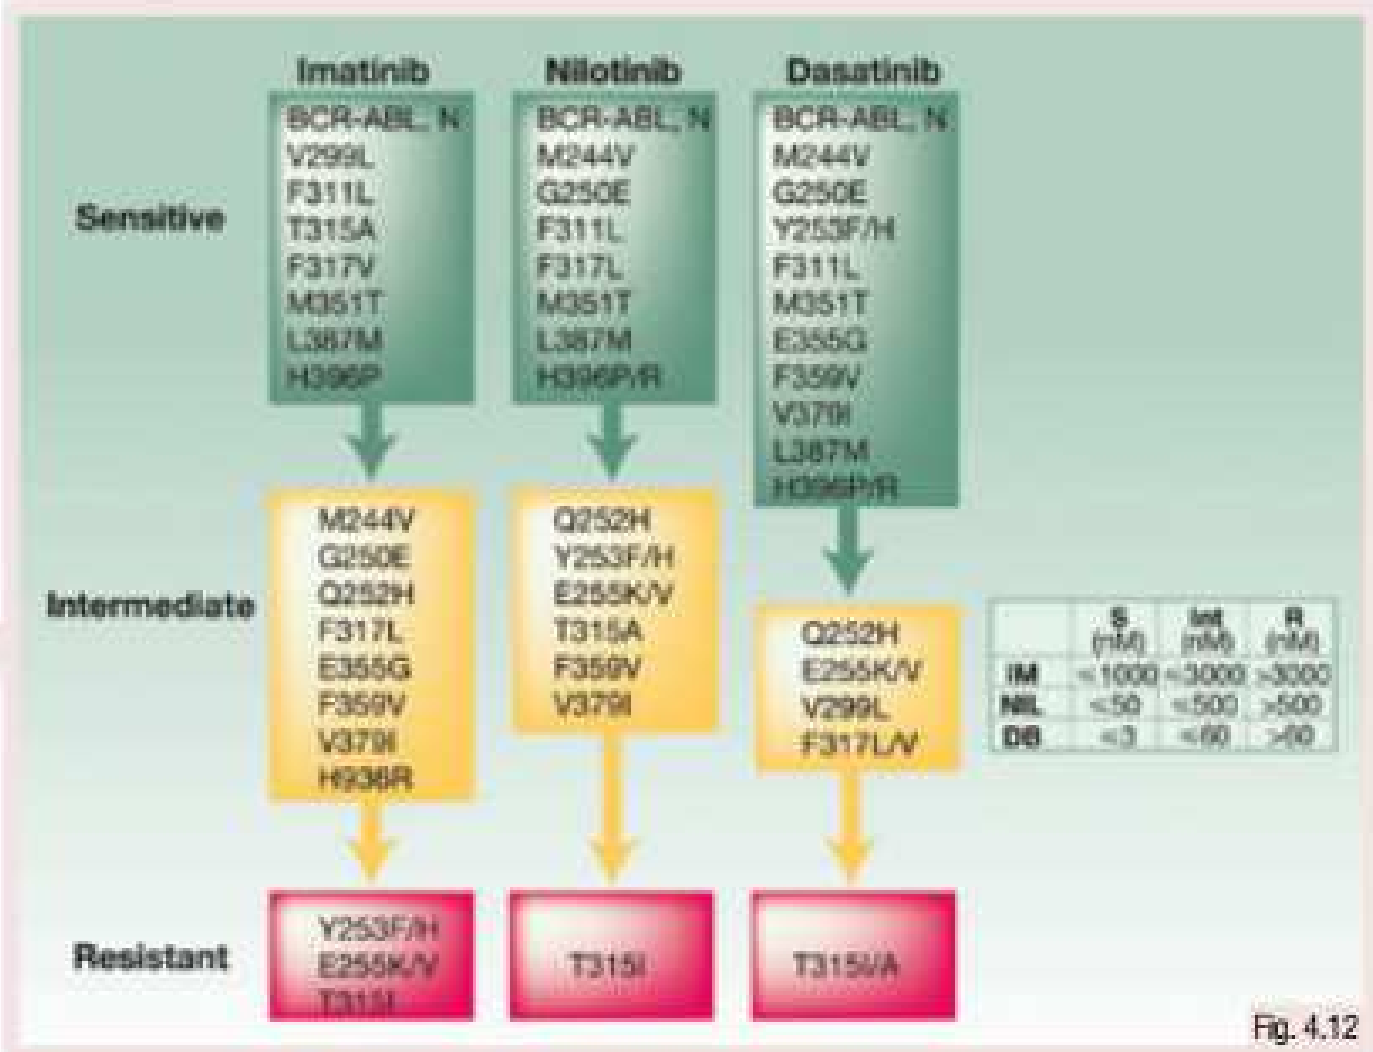 Imatinib
Nilotinib
Dasatinib
Sensitive
BCR-ABL, N
V299L
F311L
T315A
F317V
M351T
L387M
H396P
BCR-ABL, N
M244V
G250E
F311L
F317L
M351T
L387M
H396P/R
BCR-ABL, N
M244V
G250E
Y253F/H
F311L
M351T
E355G
F359V
V379I
L387M
H396P/R
Intermediate
M244V
G250E
Q252H
F317L
E355G
F359V
V379I
H936R
Q252H
Y253F/H
E255K/V
T315A
F359V
V379I
Q252H
E255K/V
V299L
F317L/V
S Int R
(nM) (nM) (nM)
IM ≤1000 ≤3000 >3000
NIL ≤50 ≤500 >500
DB ≤3 ≤60 >60
Resistant
Y253F/H
E255K/V
T315I
T315I
T315I/A
Fig. 4.12